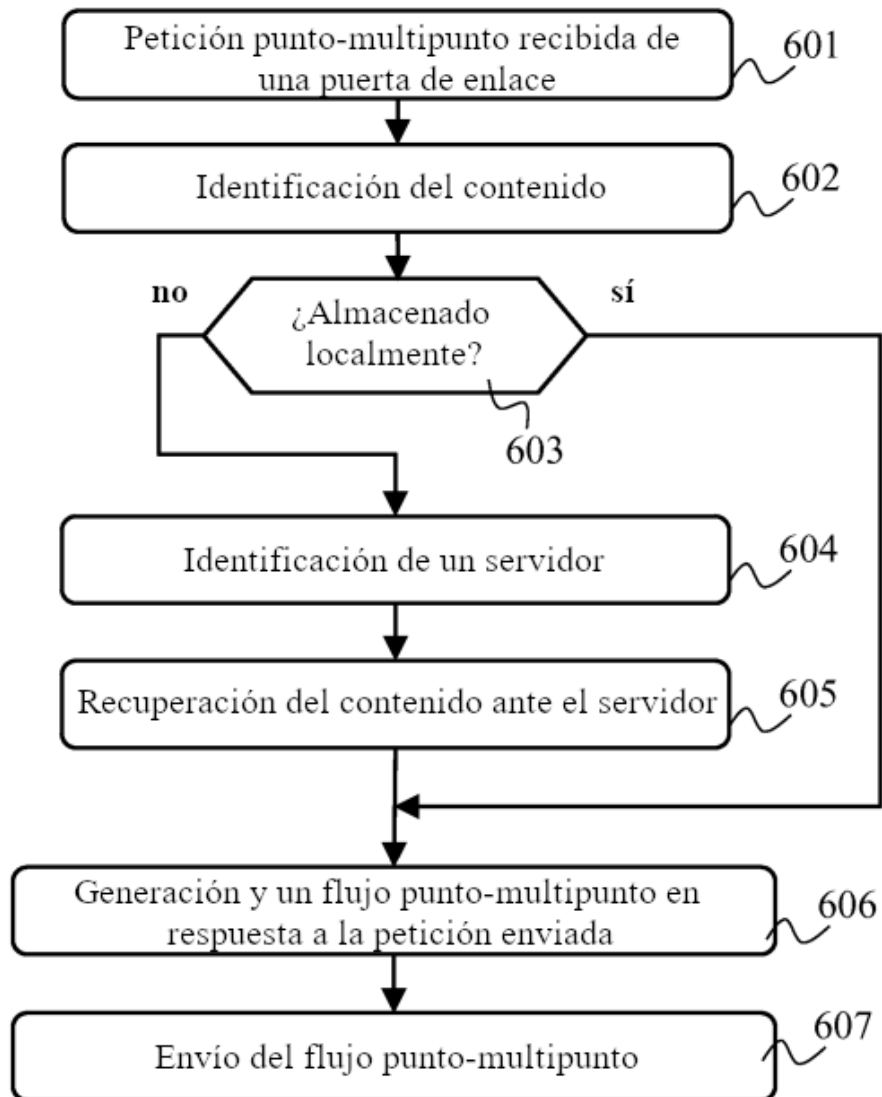 Petición punto-multipunto recibida de
una puerta de enlace
601
Identificación del contenido
602
no
sí
¿Almacenado
localmente?
603
Identificación de un servidor
604
Recuperación del contenido ante el servidor
605
Generación y un flujo punto-multipunto en
respuesta a la petición enviada
606
Envío del flujo punto-multipunto
607